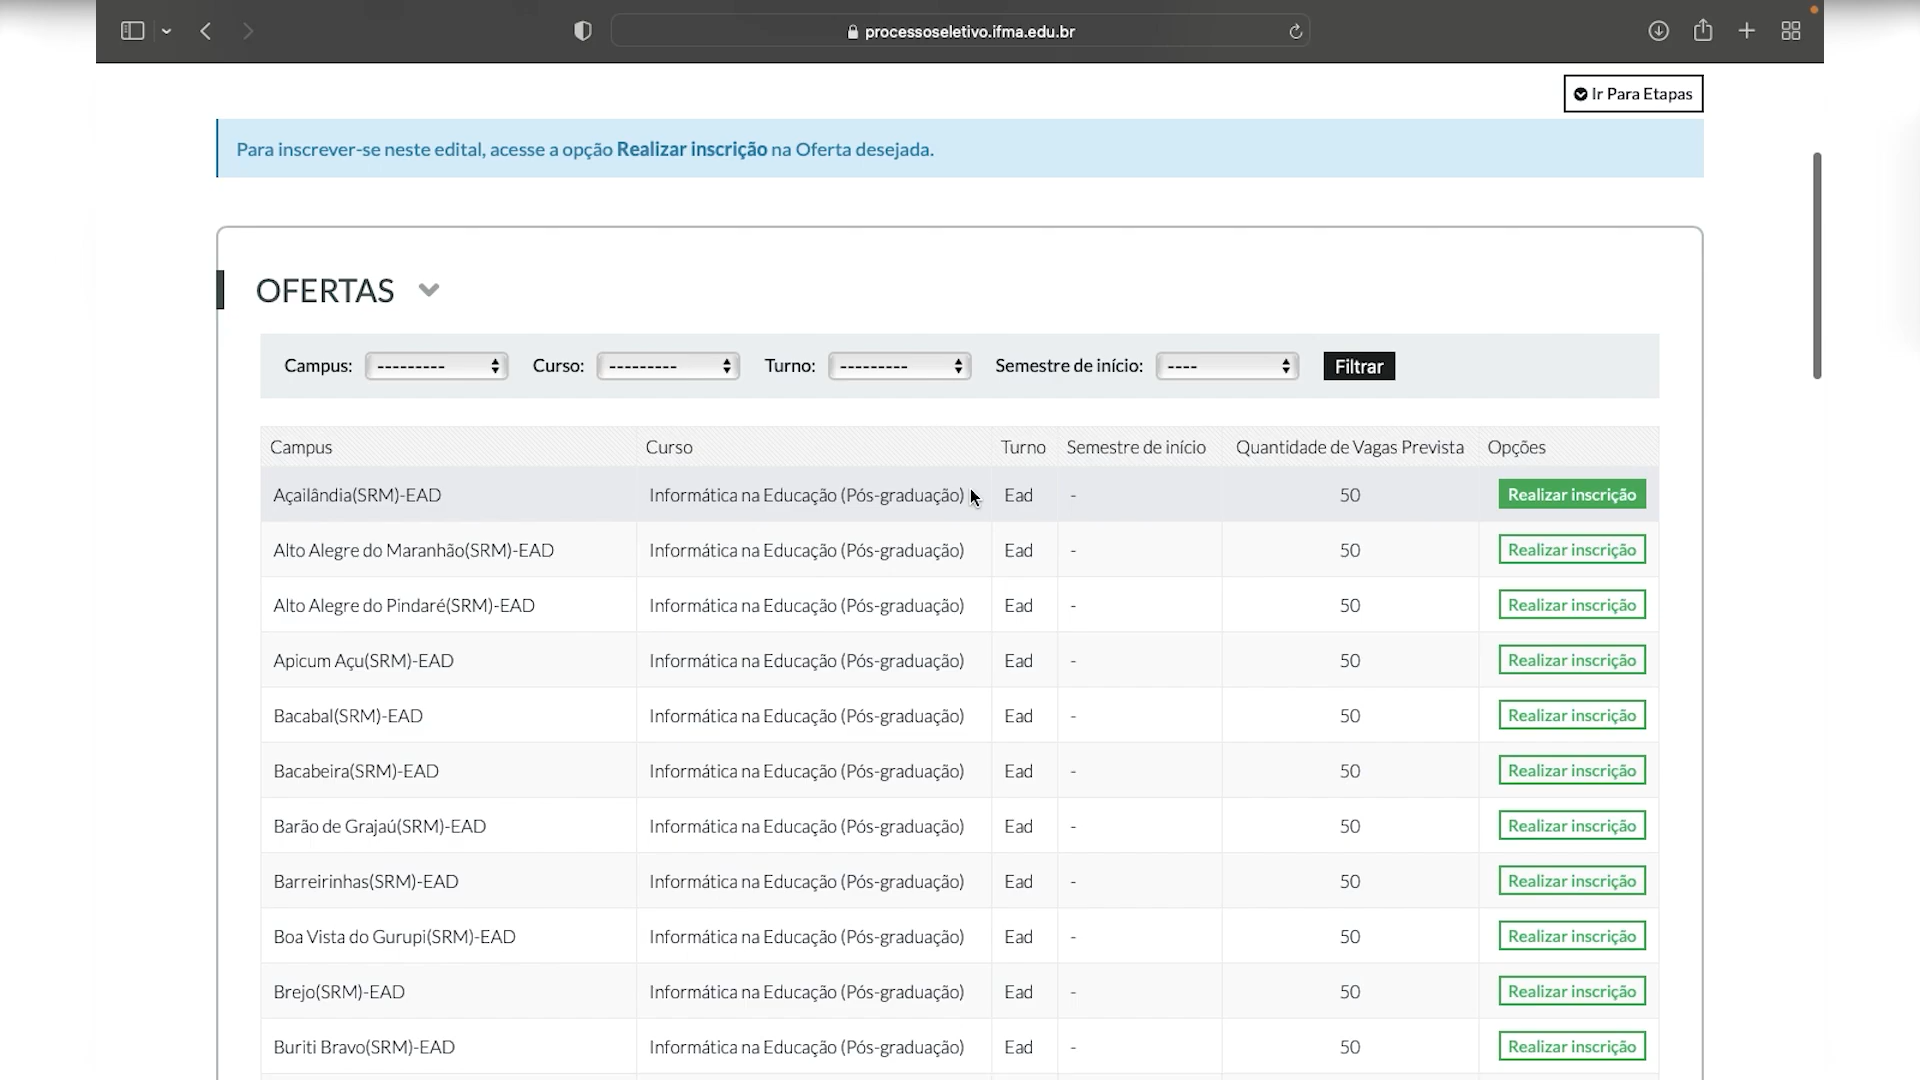 processoseletivo.ifma.edu.br
Ir Para Etapas
Para inscrever-se neste edital, acesse a opção Realizar inscrição na Oferta desejada.
OFERTAS
Campus: --------- Curso: --------- Turno: --------- Semestre de início: ---- Filtrar
Campus Curso Turno Semestre de início Quantidade de Vagas Prevista Opções
Açailândia(SRM)-EAD Informática na Educação (Pós-graduação) Ead - 50 Realizar inscrição
Alto Alegre do Maranhão(SRM)-EAD Informática na Educação (Pós-graduação) Ead - 50 Realizar inscrição
Alto Alegre do Pindaré(SRM)-EAD Informática na Educação (Pós-graduação) Ead - 50 Realizar inscrição
Apicum Açu(SRM)-EAD Informática na Educação (Pós-graduação) Ead - 50 Realizar inscrição
Bacabal(SRM)-EAD Informática na Educação (Pós-graduação) Ead - 50 Realizar inscrição
Bacabeira(SRM)-EAD Informática na Educação (Pós-graduação) Ead - 50 Realizar inscrição
Barão de Grajaú(SRM)-EAD Informática na Educação (Pós-graduação) Ead - 50 Realizar inscrição
Barreirinhas(SRM)-EAD Informática na Educação (Pós-graduação) Ead - 50 Realizar inscrição
Boa Vista do Gurupi(SRM)-EAD Informática na Educação (Pós-graduação) Ead - 50 Realizar inscrição
Brejo(SRM)-EAD Informática na Educação (Pós-graduação) Ead - 50 Realizar inscrição
Buriti Bravo(SRM)-EAD Informática na Educação (Pós-graduação) Ead - 50 Realizar inscrição